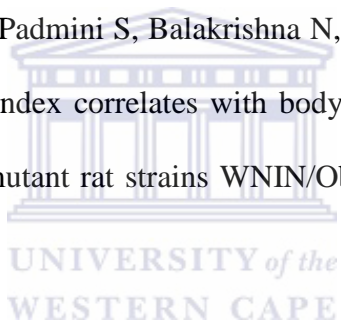 Padmini S, Balakrishna N,
ndex correlates with body
mutant rat strains WNIN/O
UNIVERSITY of the
WESTERN CAPE